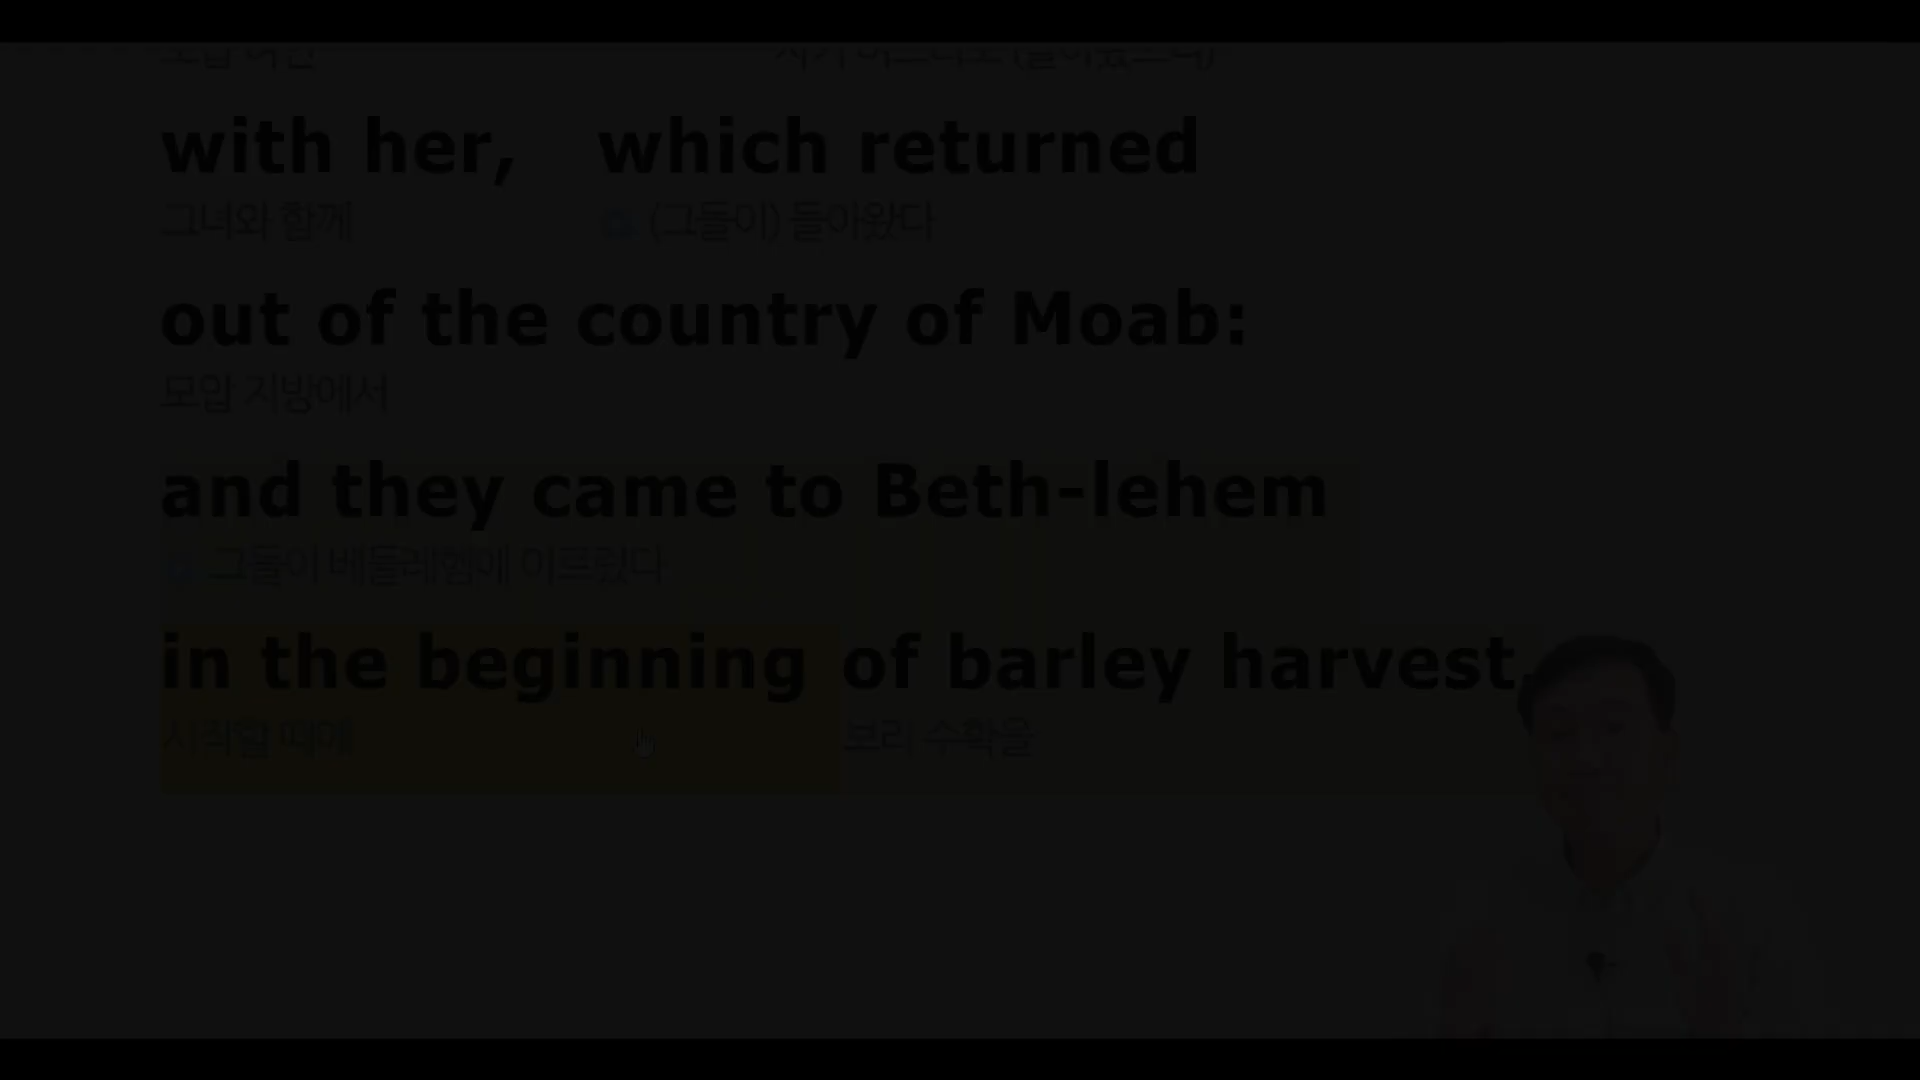 with her, which returned
그녀와 함께 (그들이) 돌아왔다
out of the country of Moab:
모압 지방에서
and they came to Beth-lehem
그들이 베들레헴에 이르렀다
in the beginning of barley harvest.
시작할 때에 보리 수확을